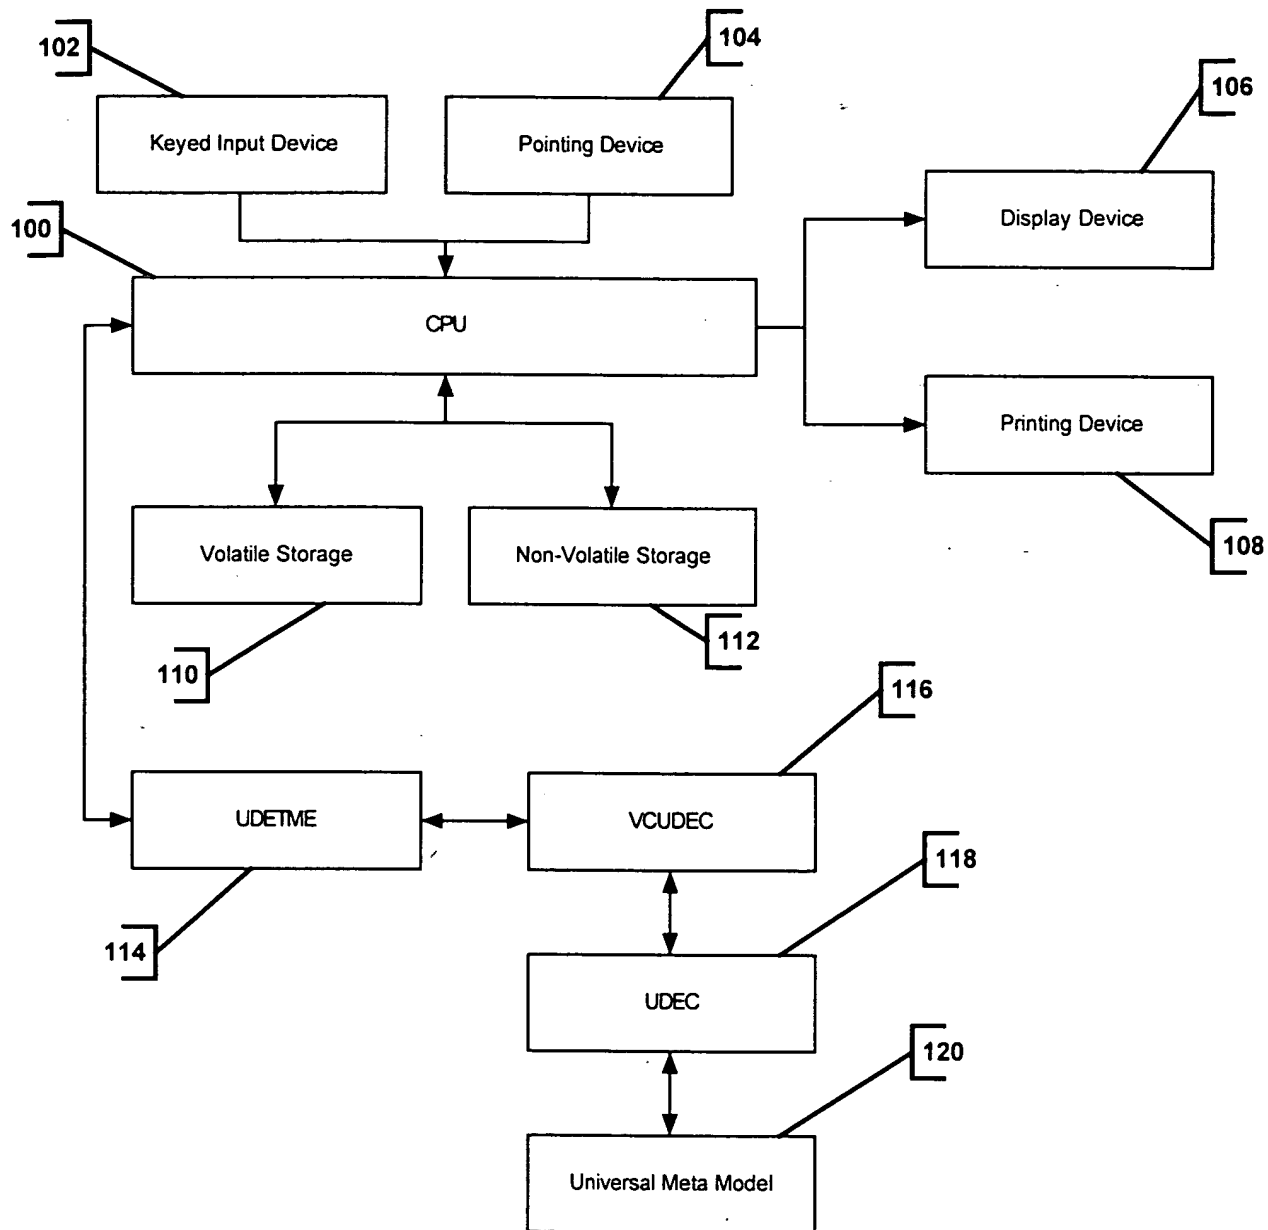 102
104
106
Keyed Input Device
Pointing Device
Display Device
100
CPU
Printing Device
Volatile Storage
Non-Volatile Storage
108
110
112
116
UDETME
VCUDEC
118
114
UDEC
120
Universal Meta Model